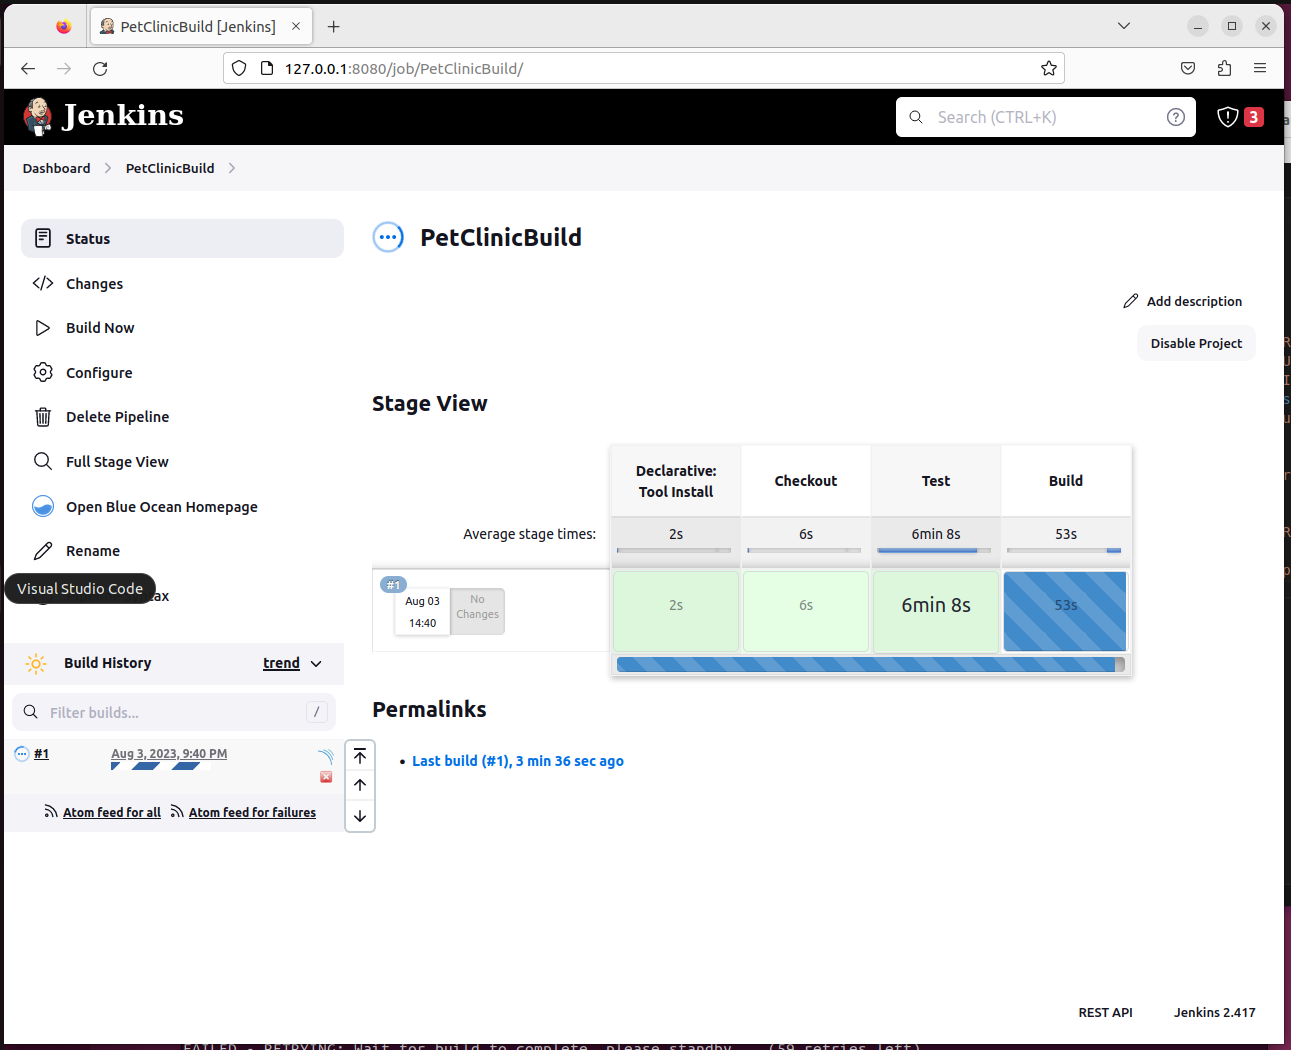 PetClinicBuild [Jenkins]
127.0.0.1:8080/job/PetClinicBuild/
Jenkins
Search (CTRL+K)
?
3
Dashboard
PetClinicBuild
Status
PetClinicBuild
Changes
Add description
Build Now
Disable Project
Configure
Stage View
Delete Pipeline
Full Stage View
Declarative:
Tool Install
Checkout
Test
Build
Open Blue Ocean Homepage
Average stage times:
2s
6s
6min 8s
53s
Rename
Visual Studio Code
ax
#1
Aug 03
14:40
No
Changes
2s
6s
6min 8s
53s
Build History
trend
Filter builds...
/
Permalinks
#1
Aug 3, 2023, 9:40 PM
Last build (#1), 3 min 36 sec ago
Atom feed for all
Atom feed for failures
REST API
Jenkins 2.417
FAILED - RETRYING: Wait for build to complete, please standby... (59 retries left)